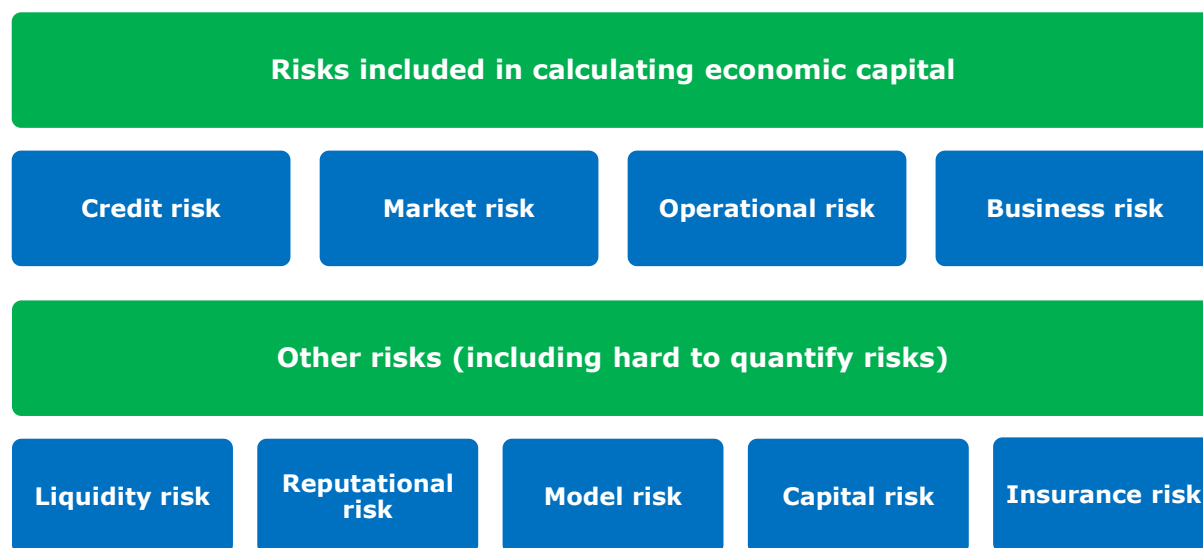 Risks included in calculating economic capital
Credit risk
Market risk
Operational risk
Business risk
Other risks (including hard to quantify risks)
Liquidity risk
Reputational
risk
Model risk
Capital risk
Insurance risk